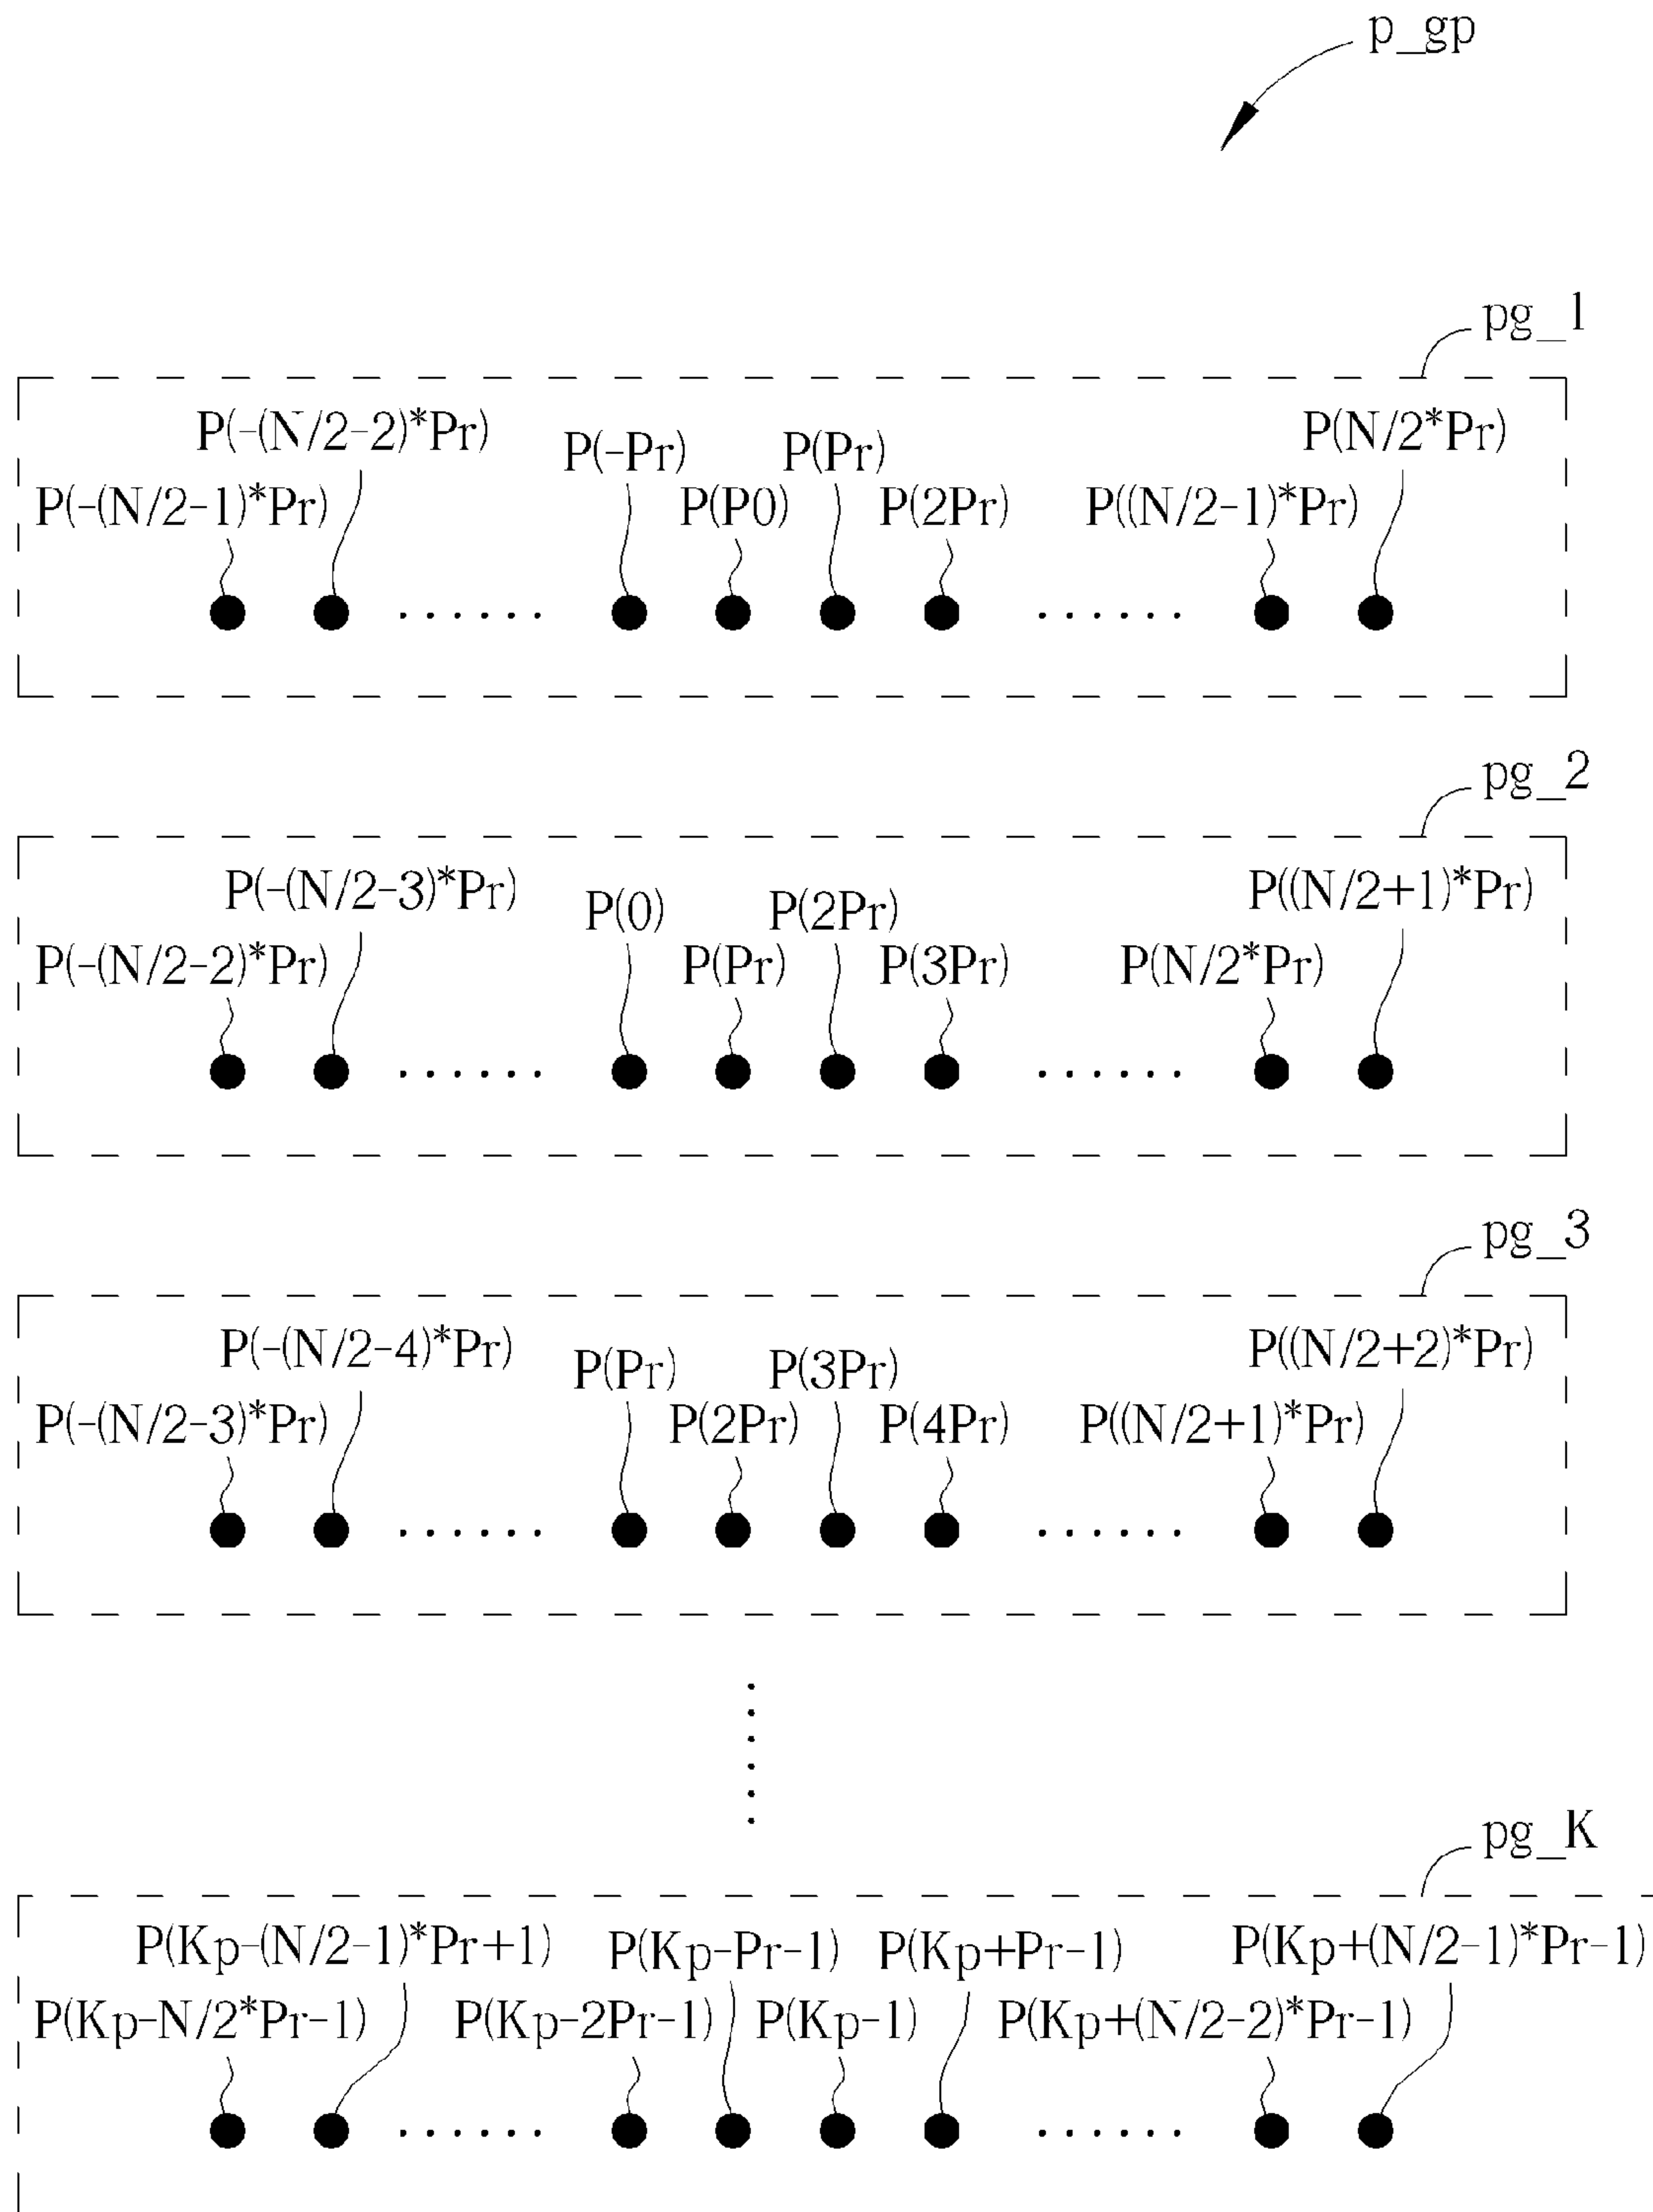 p_gp
pg_1
P(-(N/2-2)*Pr) P(-Pr) P(Pr) P(N/2*Pr)
P(-(N/2-1)*Pr) P(P0) P(2Pr) P((N/2-1)*Pr)
pg_2
P(-(N/2-3)*Pr) P(0) P(2Pr) P((N/2+1)*Pr)
P(-(N/2-2)*Pr) P(Pr) P(3Pr) P(N/2*Pr)
pg_3
P(-(N/2-4)*Pr) P(Pr) P(3Pr) P((N/2+2)*Pr)
P(-(N/2-3)*Pr) P(2Pr) P(4Pr) P((N/2+1)*Pr)
pg_K
P(Kp-(N/2-1)*Pr+1) P(Kp-Pr-1) P(Kp+Pr-1) P(Kp+(N/2-1)*Pr-1)
P(Kp-N/2*Pr-1) P(Kp-2Pr-1) P(Kp-1) P(Kp+(N/2-2)*Pr-1)